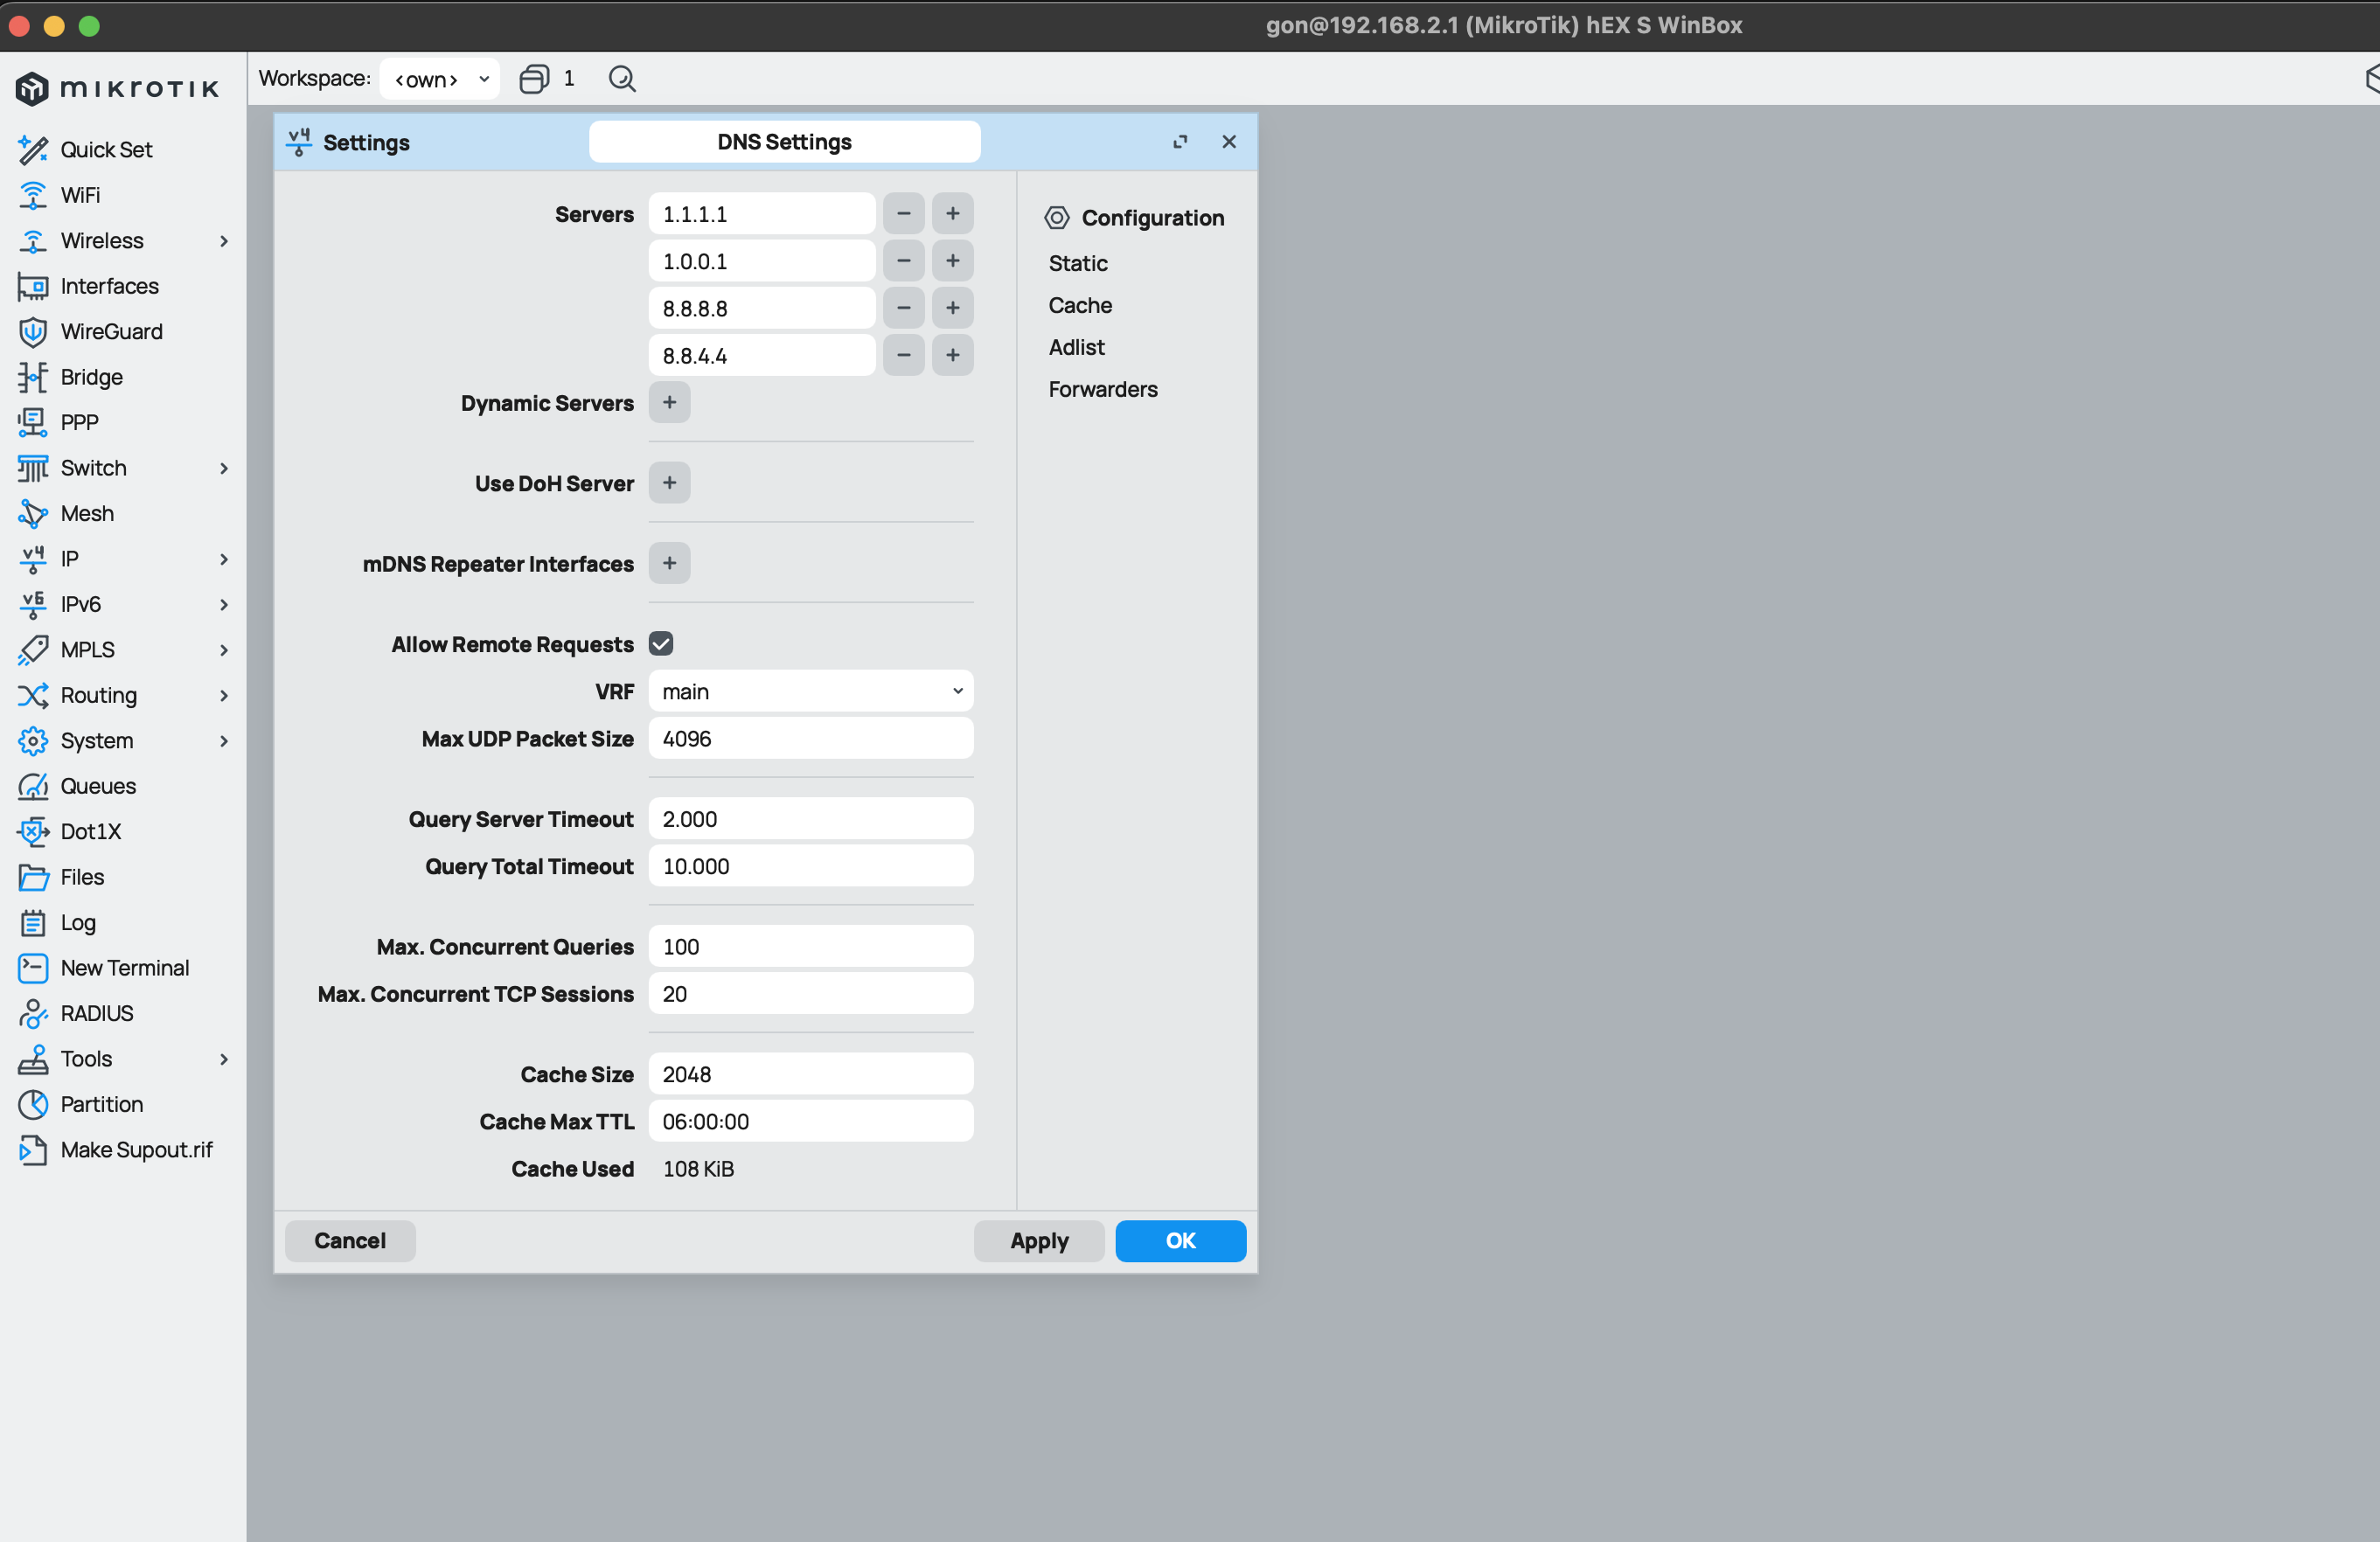 gon@192.168.2.1 (MikroTik) hEX S WinBox
mikrotik
Workspace: <own> 1
Quick Set
WiFi
Wireless
Interfaces
WireGuard
Bridge
PPP
Switch
Mesh
IP
IPv6
MPLS
Routing
System
Queues
Dot1X
Files
Log
New Terminal
RADIUS
Tools
Partition
Make Supout.rif
Settings DNS Settings
Servers 1.1.1.1
1.0.0.1
8.8.8.8
8.8.4.4
Dynamic Servers
Use DoH Server
mDNS Repeater Interfaces
Allow Remote Requests
VRF main
Max UDP Packet Size 4096
Query Server Timeout 2.000
Query Total Timeout 10.000
Max. Concurrent Queries 100
Max. Concurrent TCP Sessions 20
Cache Size 2048
Cache Max TTL 06:00:00
Cache Used 108 KiB
Configuration
Static
Cache
Adlist
Forwarders
Cancel Apply OK